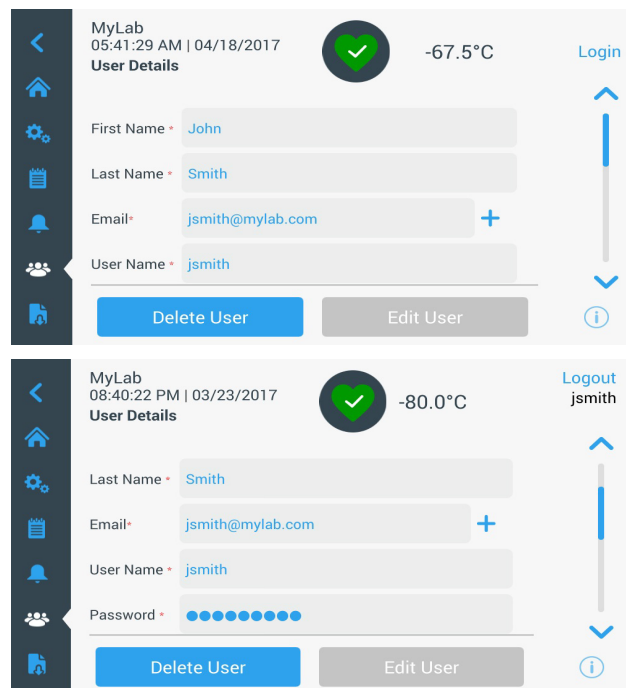 MyLab
05:41:29 AM | 04/18/2017
User Details
-67.5°C
Login
First Name * John
Last Name * Smith
Email* jsmith@mylab.com +
User Name * jsmith
Delete User Edit User
MyLab
08:40:22 PM | 03/23/2017
User Details
-80.0°C
Logout
jsmith
Last Name * Smith
Email* jsmith@mylab.com +
User Name * jsmith
Password * ●●●●●●●●●
Delete User Edit User